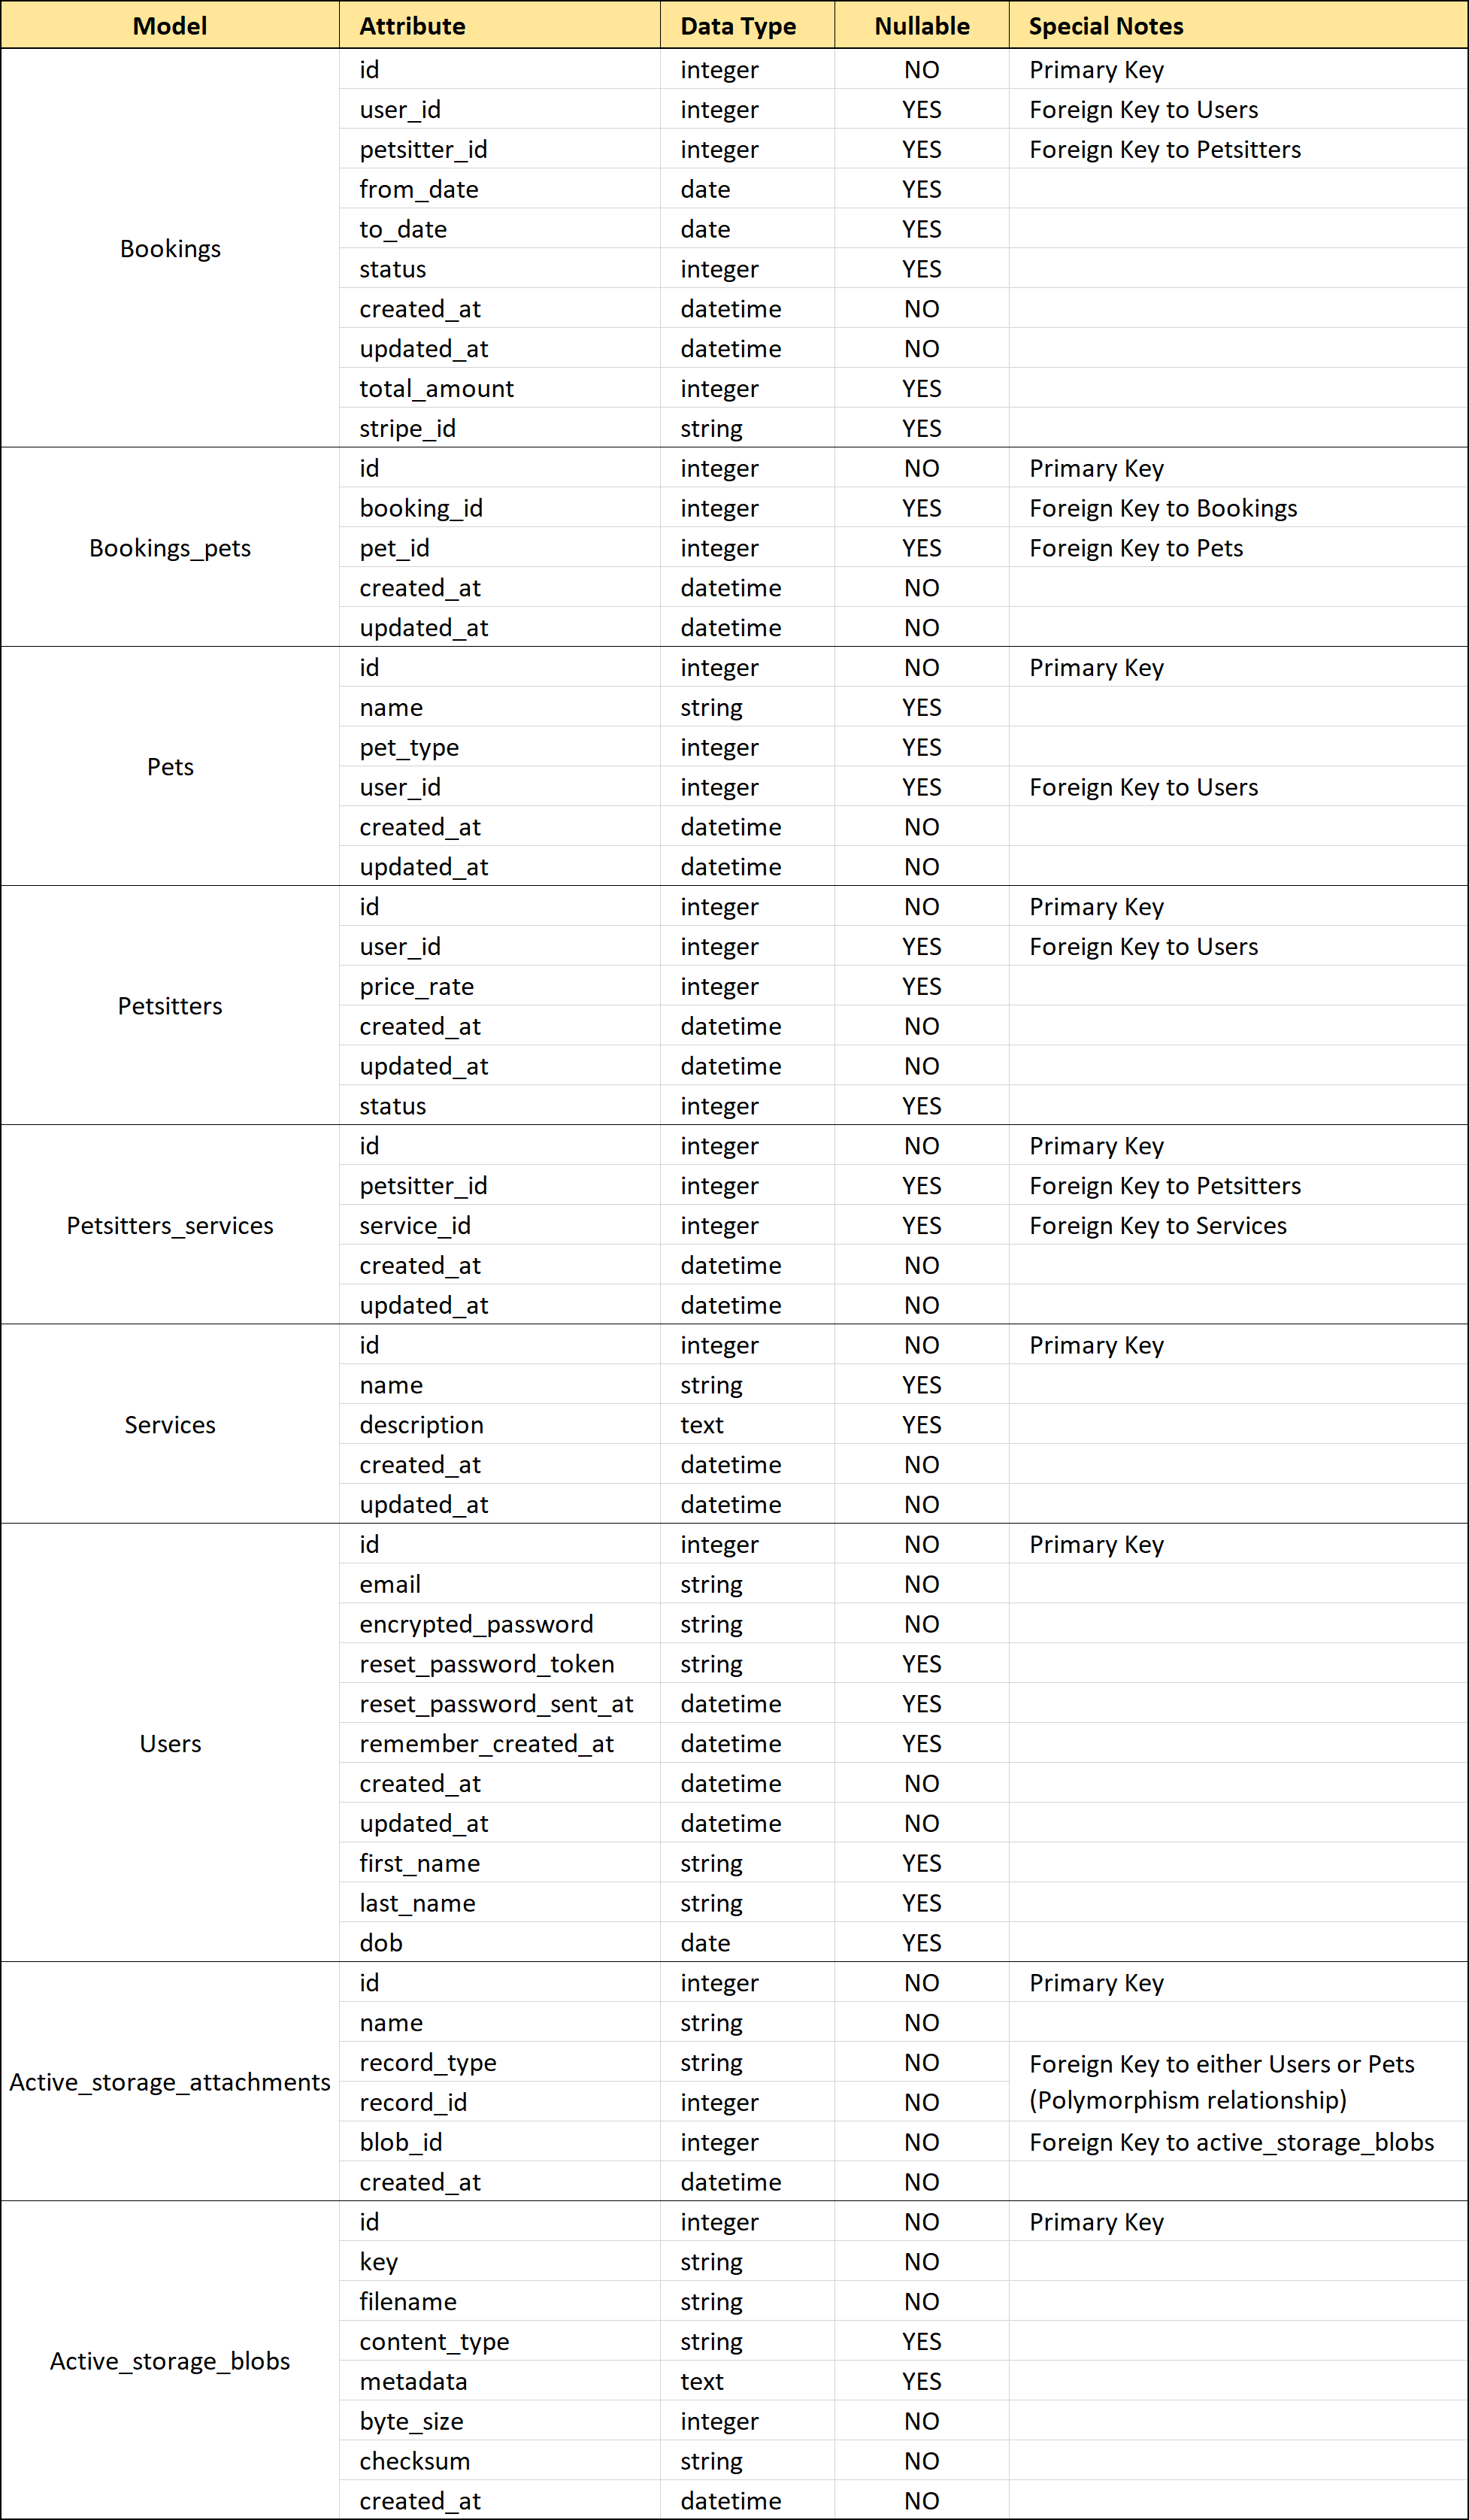 Model Attribute Data Type Nullable Special Notes
Bookings
id integer NO Primary Key
user_id integer YES Foreign Key to Users
petsitter_id integer YES Foreign Key to Petsitters
from_date date YES
to_date date YES
status integer YES
created_at datetime NO
updated_at datetime NO
total_amount integer YES
stripe_id string YES
Bookings_pets
id integer NO Primary Key
booking_id integer YES Foreign Key to Bookings
pet_id integer YES Foreign Key to Pets
created_at datetime NO
updated_at datetime NO
Pets
id integer NO Primary Key
name string YES
pet_type integer YES
user_id integer YES Foreign Key to Users
created_at datetime NO
updated_at datetime NO
Petsitters
id integer NO Primary Key
user_id integer YES Foreign Key to Users
price_rate integer YES
created_at datetime NO
updated_at datetime NO
status integer YES
Petsitters_services
id integer NO Primary Key
petsitter_id integer YES Foreign Key to Petsitters
service_id integer YES Foreign Key to Services
created_at datetime NO
updated_at datetime NO
Services
id integer NO Primary Key
name string YES
description text YES
created_at datetime NO
updated_at datetime NO
Users
id integer NO Primary Key
email string NO
encrypted_password string NO
reset_password_token string YES
reset_password_sent_at datetime YES
remember_created_at datetime YES
created_at datetime NO
updated_at datetime NO
first_name string YES
last_name string YES
dob date YES
Active_storage_attachments
id integer NO Primary Key
name string NO
record_type string NO Foreign Key to either Users or Pets
record_id integer NO (Polymorphism relationship)
blob_id integer NO Foreign Key to active_storage_blobs
created_at datetime NO
Active_storage_blobs
id integer NO Primary Key
key string NO
filename string NO
content_type string YES
metadata text YES
byte_size integer NO
checksum string NO
created_at datetime NO